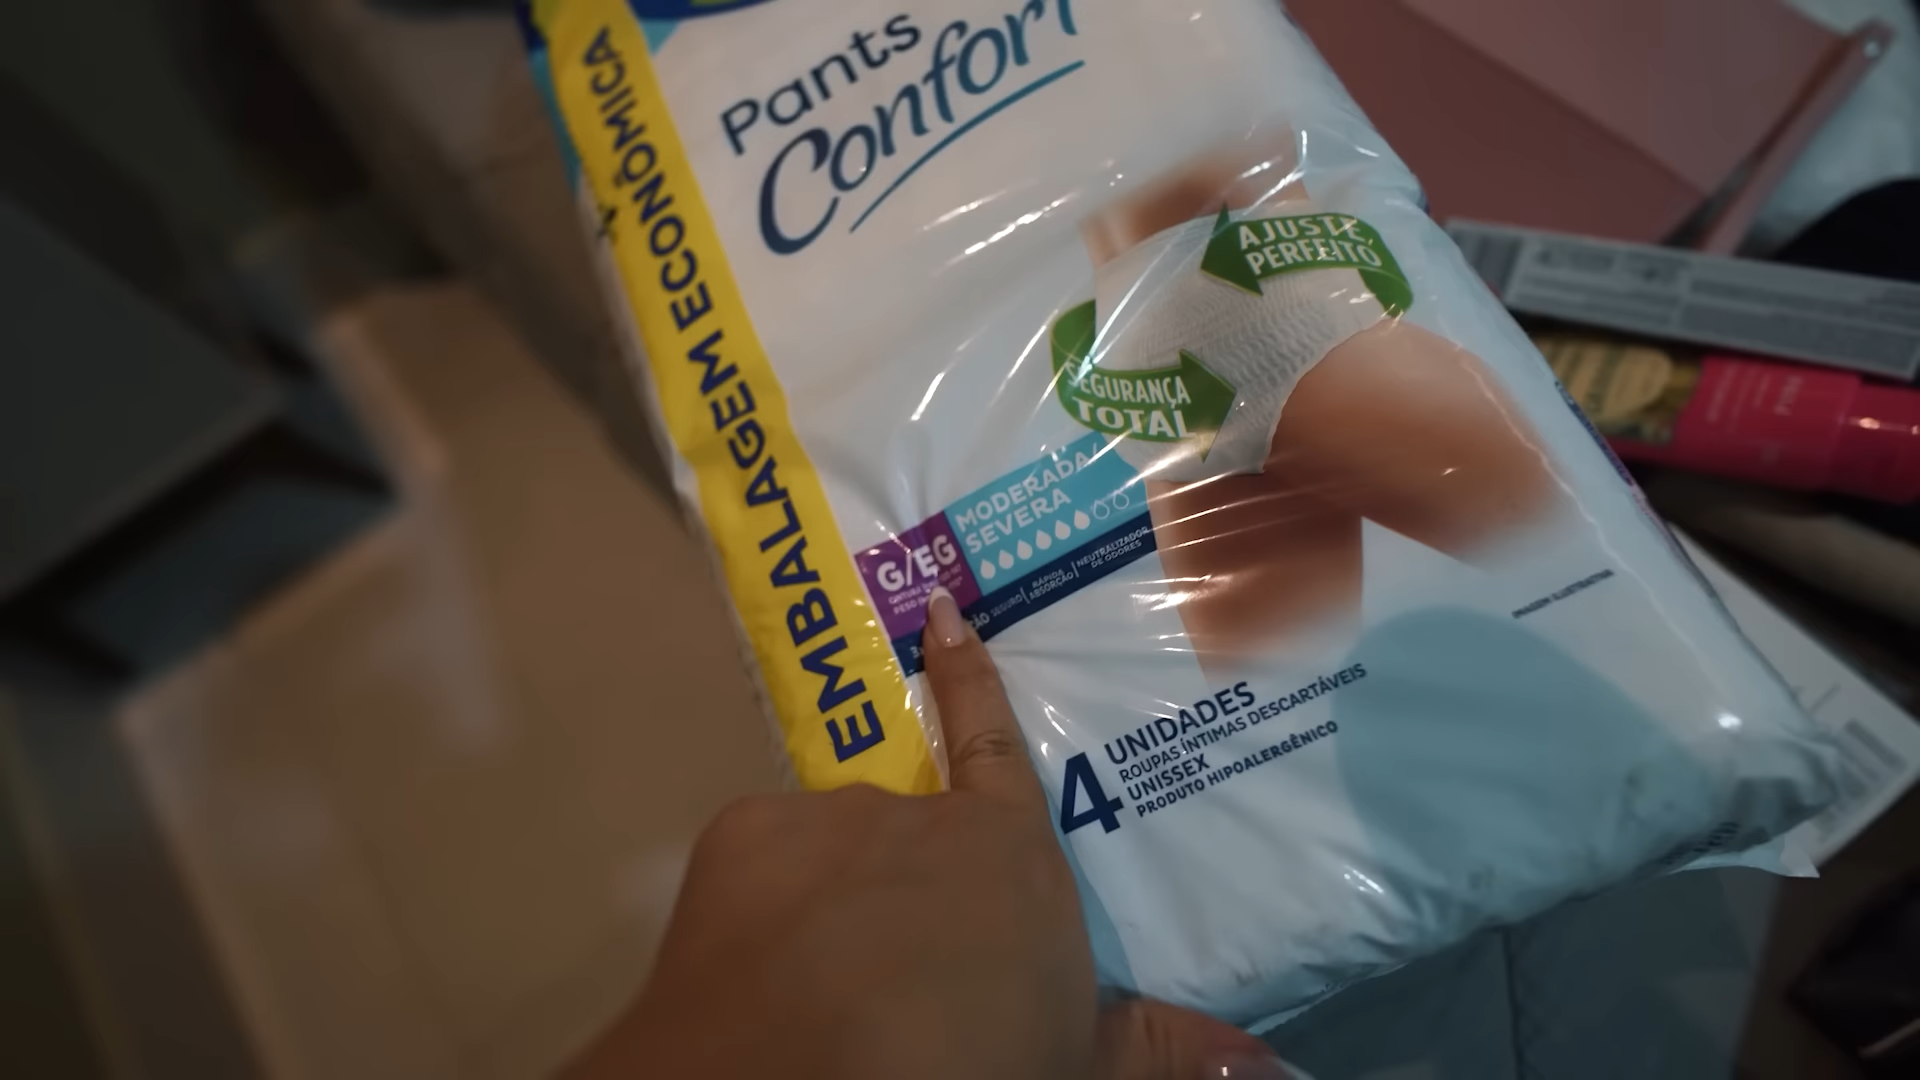 Pants
Confort
EMBALAGEM ECONÔMICA
AJUSTE
PERFEITO
SEGURANÇA
TOTAL
G/EG
MODERADA/
SEVERA
SEGURO
RÁPIDA
ABSORÇÃO
NEUTRALIZADOR
DE ODORES
IMAGEM ILUSTRATIVA
4 UNIDADES
ROUPAS ÍNTIMAS DESCARTÁVEIS
UNISSEX
PRODUTO HIPOALERGÊNICO